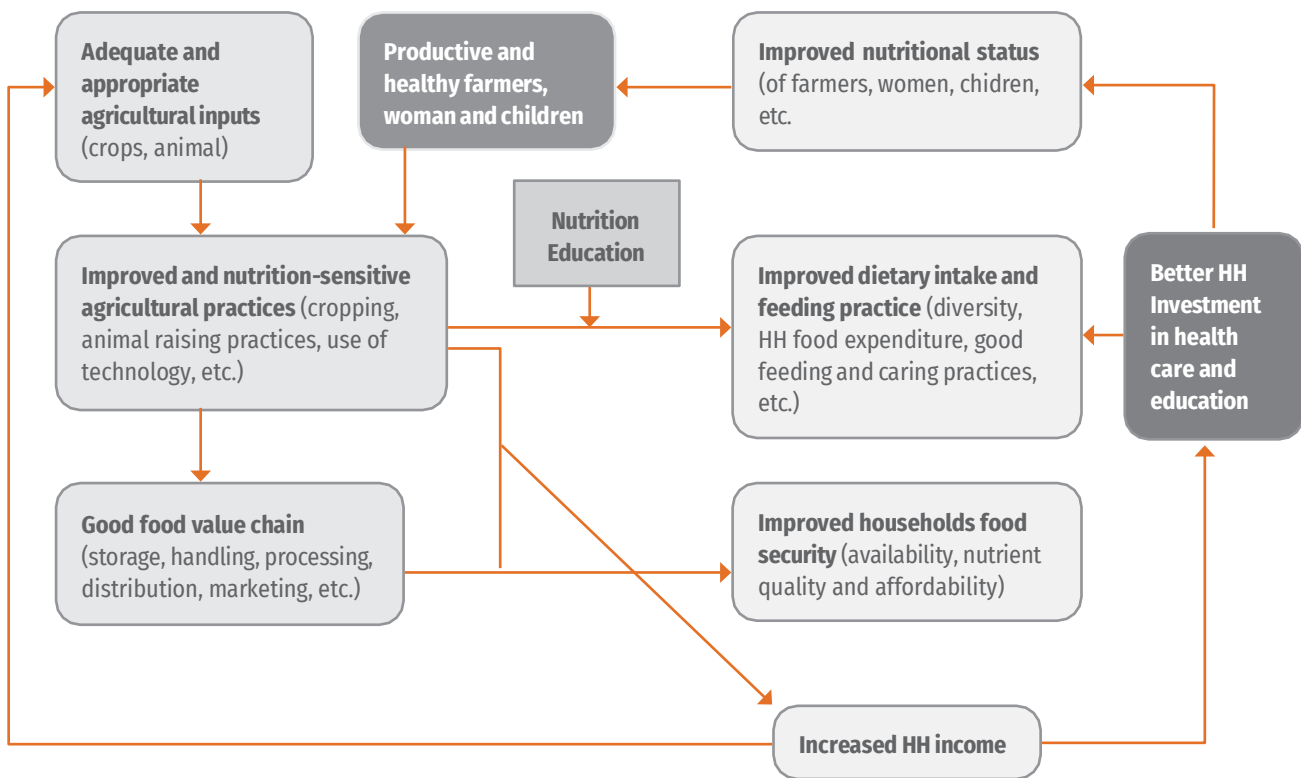 Adequate and
appropriate
agricultural inputs
(crops, animal)
Productive and
healthy farmers,
woman and children
Improved nutritional status
(of farmers, women, chidren,
etc.
Nutrition
Education
Improved and nutrition-sensitive
agricultural practices (cropping,
animal raising practices, use of
technology, etc.)
Improved dietary intake and
feeding practice (diversity,
HH food expenditure, good
feeding and caring practices,
etc.)
Better HH
Investment
in health
care and
education
Good food value chain
(storage, handling, processing,
distribution, marketing, etc.)
Improved households food
security (availability, nutrient
quality and affordability)
Increased HH income